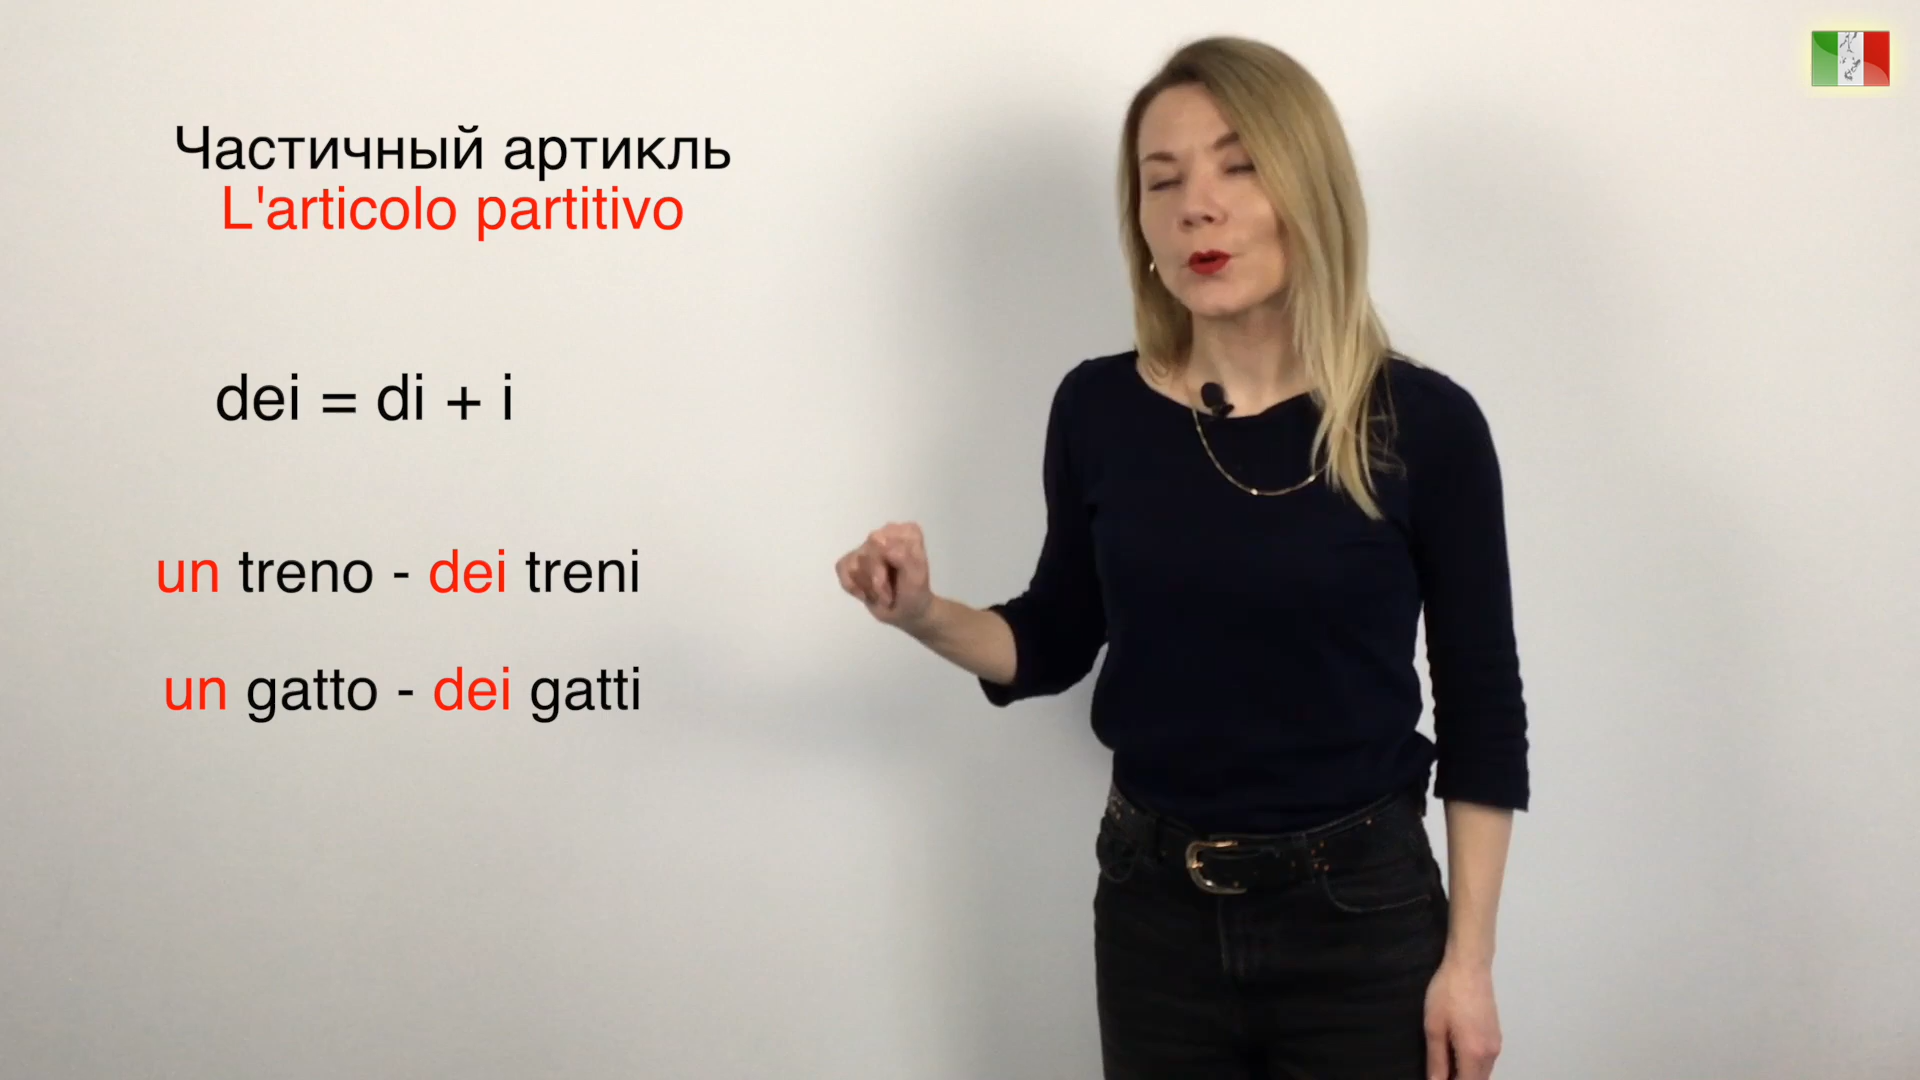 Частичный артикль
L'articolo partitivo
dei = di + i
un treno - dei treni
un gatto - dei gatti